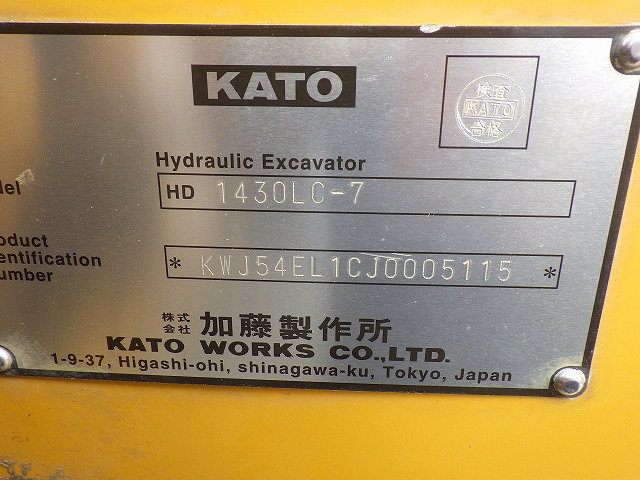 KATO
検査
KATO
合格
Hydraulic Excavator
del
HD 1430LC-7
oduct
entification
umber
* KWJ54EL1CJ0005115 *
株式会社 加藤製作所
KATO WORKS CO.,LTD.
1-9-37, Higashi-ohi, shinagawa-ku, Tokyo, Japan